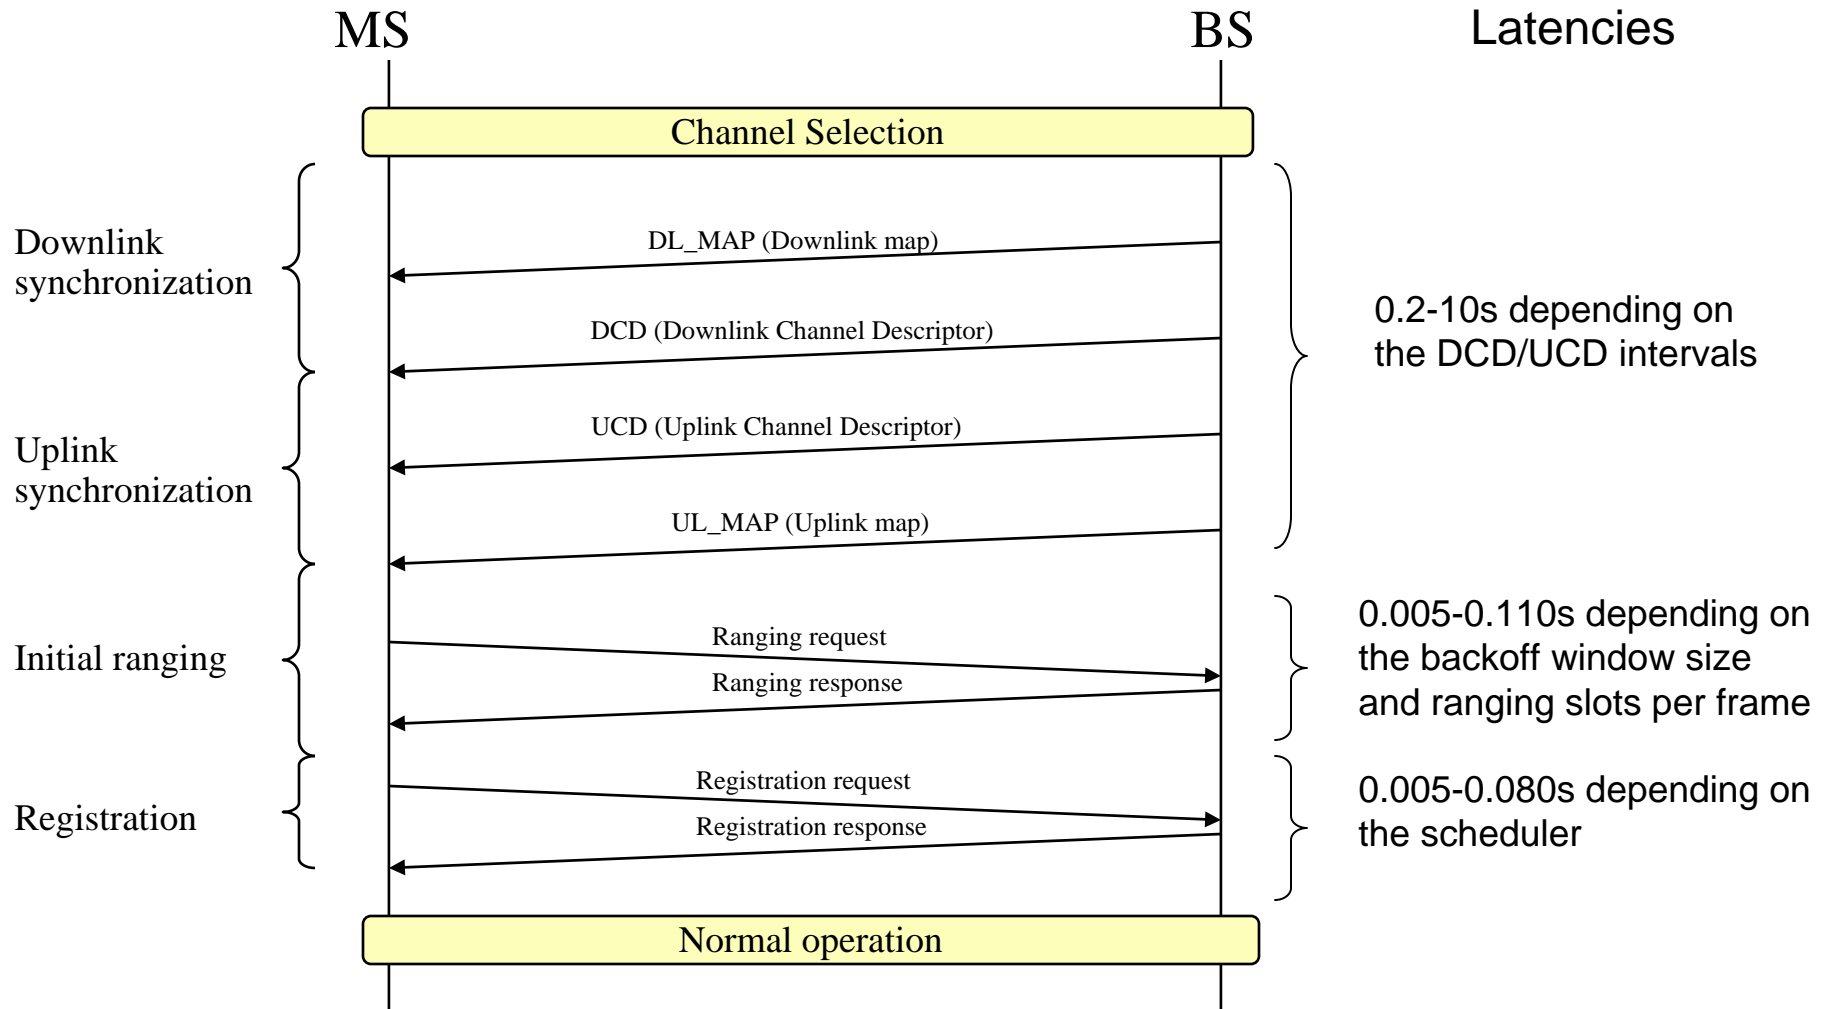 MS
BS
Latencies
Channel Selection
Downlink
synchronization
DL_MAP (Downlink map)
DCD (Downlink Channel Descriptor)
0.2-10s depending on
the DCD/UCD intervals
Uplink
synchronization
UCD (Uplink Channel Descriptor)
UL_MAP (Uplink map)
Initial ranging
Ranging request
Ranging response
0.005-0.110s depending on
the backoff window size
and ranging slots per frame
Registration
Registration request
Registration response
0.005-0.080s depending on
the scheduler
Normal operation